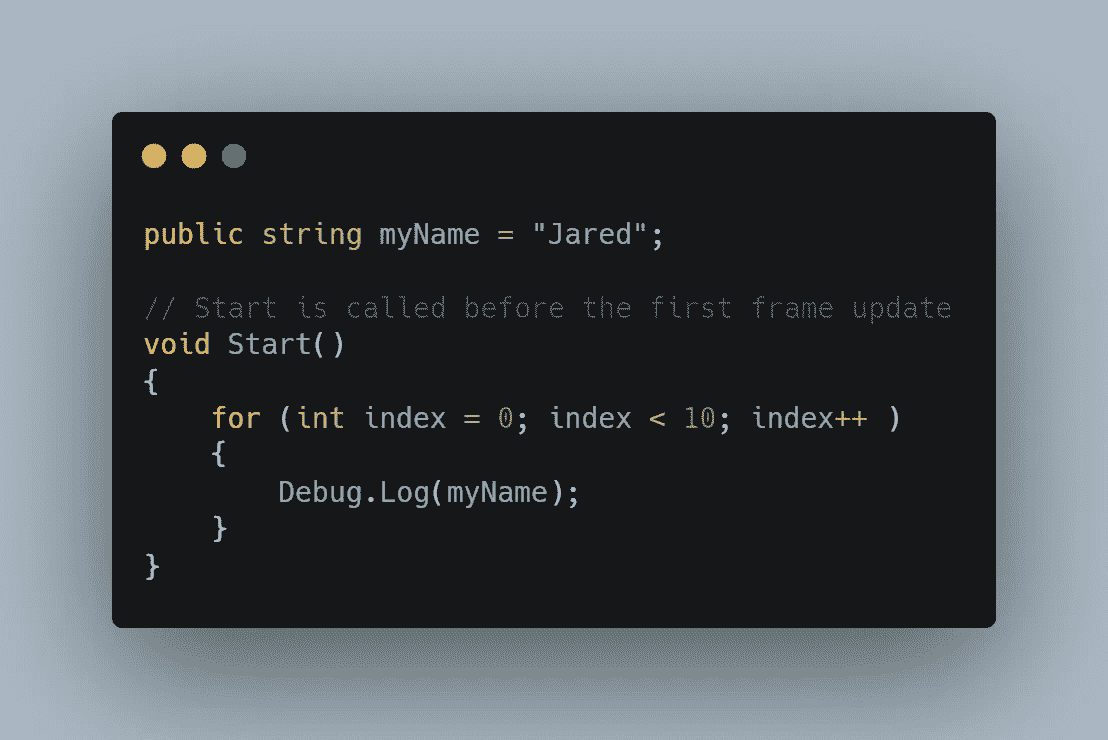 public string myName = "Jared";
// Start is called before the first frame update
void Start()
{
    for (int index = 0; index < 10; index++ )
    {
        Debug.Log(myName);
    }
}